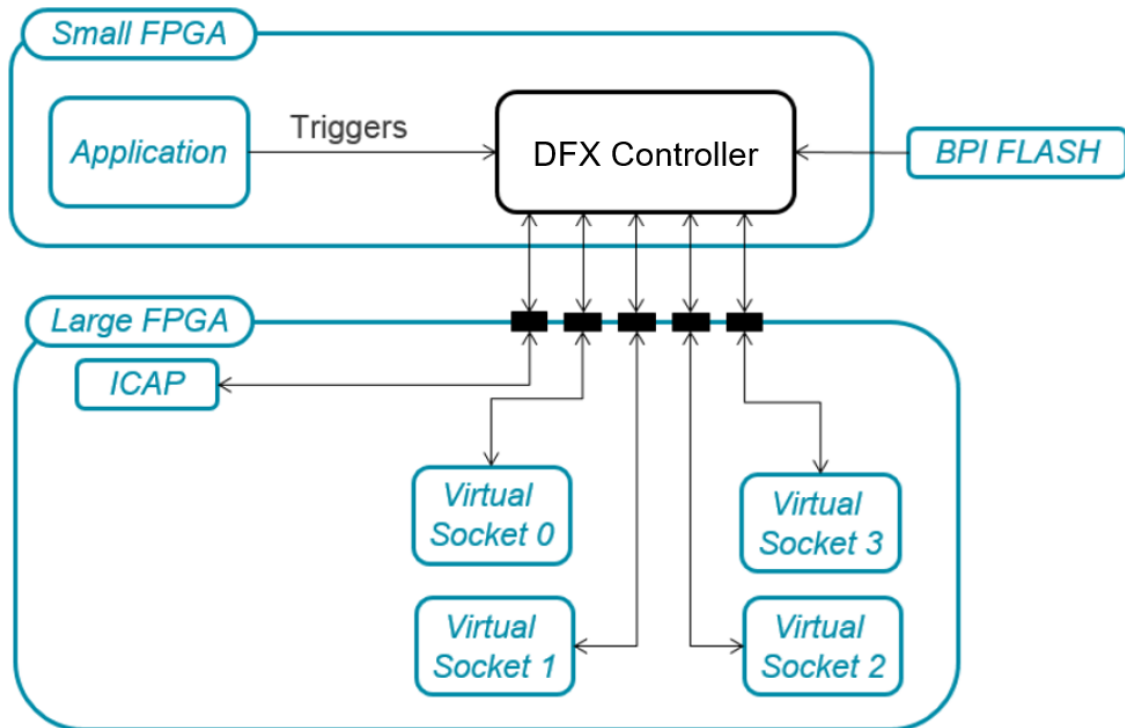 Small FPGA
Application
Triggers
DFX Controller
BPI FLASH
Large FPGA
ICAP
Virtual
Socket 0
Virtual
Socket 3
Virtual
Socket 1
Virtual
Socket 2